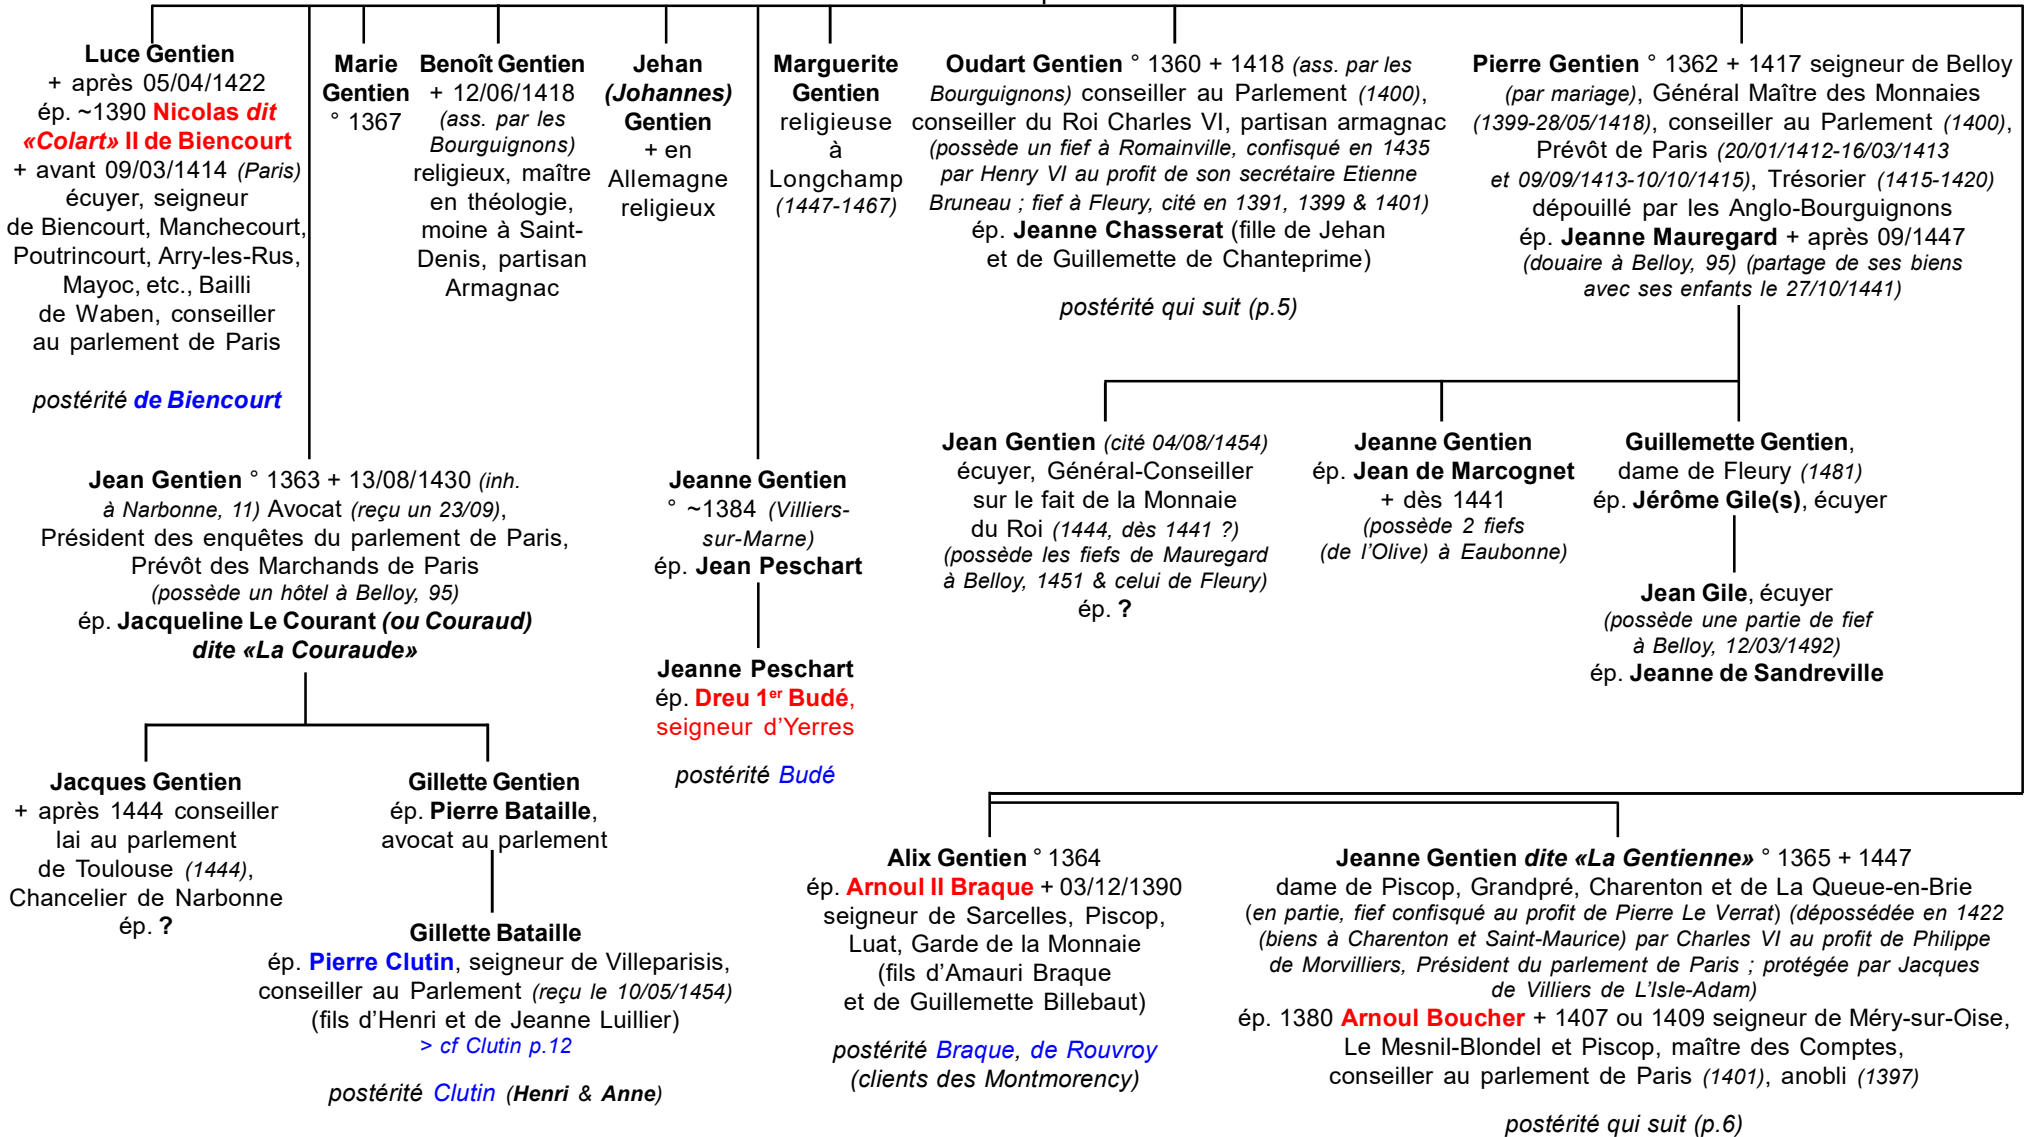 Luce Gentien
+ après 05/04/1422
ép. ~1390 Nicolas dit
«Colart» II de Biencourt
+ avant 09/03/1414 (Paris)
écuyer, seigneur
de Biencourt, Manchecourt,
Poutrincourt, Arry-les-Rus,
Mayoc, etc., Bailli
de Waben, conseiller
au parlement de Paris
postérité de Biencourt
Marie
Gentien
° 1367
Benoît Gentien
+ 12/06/1418
(ass. par les
Bourguignons)
religieux, maître
en théologie,
moine à Saint-
Denis, partisan
Armagnac
Jehan
(Johannes)
Gentien
+ en
Allemagne
religieux
Marguerite
Gentien
religieuse
à
Longchamp
(1447-1467)
Oudart Gentien ° 1360 + 1418 (ass. par les
Bourguignons) conseiller au Parlement (1400),
conseiller du Roi Charles VI, partisan armagnac
(possède un fief à Romainville, confisqué en 1435
par Henry VI au profit de son secrétaire Etienne
Bruneau ; fief à Fleury, cité en 1391, 1399 & 1401)
ép. Jeanne Chasserat (fille de Jehan
et de Guillemette de Chanteprime)
postérité qui suit (p.5)
Pierre Gentien ° 1362 + 1417 seigneur de Belloy
(par mariage), Général Maître des Monnaies
(1399-28/05/1418), conseiller au Parlement (1400),
Prévôt de Paris (20/01/1412-16/03/1413
et 09/09/1413-10/10/1415), Trésorier (1415-1420)
dépouillé par les Anglo-Bourguignons
ép. Jeanne Mauregard + après 09/1447
(douaire à Belloy, 95) (partage de ses biens
avec ses enfants le 27/10/1441)
Jean Gentien ° 1363 + 13/08/1430 (inh.
à Narbonne, 11) Avocat (reçu un 23/09),
Président des enquêtes du parlement de Paris,
Prévôt des Marchands de Paris
(possède un hôtel à Belloy, 95)
ép. Jacqueline Le Courant (ou Couraud)
dite «La Couraude»
Jeanne Gentien
° ~1384 (Villiers-
sur-Marne)
ép. Jean Peschart
Jeanne Peschart
ép. Dreu 1er Budé,
seigneur d'Yerres
postérité Budé
Jean Gentien (cité 04/08/1454)
écuyer, Général-Conseiller
sur le fait de la Monnaie
du Roi (1444, dès 1441 ?)
(possède les fiefs de Mauregard
à Belloy, 1451 & celui de Fleury)
ép. ?
Jeanne Gentien
ép. Jean de Marcognet
+ dès 1441
(possède 2 fiefs
(de l'Olive) à Eaubonne)
Guillemette Gentien,
dame de Fleury (1481)
ép. Jérôme Gile(s), écuyer
Jean Gile, écuyer
(possède une partie de fief
à Belloy, 12/03/1492)
ép. Jeanne de Sandreville
Jacques Gentien
+ après 1444 conseiller
lai au parlement
de Toulouse (1444),
Chancelier de Narbonne
ép. ?
Gillette Gentien
ép. Pierre Bataille,
avocat au parlement
Gillette Bataille
ép. Pierre Clutin, seigneur de Villeparisis,
conseiller au Parlement (reçu le 10/05/1454)
(fils d'Henri et de Jeanne Luillier)
> cf Clutin p.12
postérité Clutin (Henri & Anne)
Alix Gentien ° 1364
ép. Arnoul II Braque + 03/12/1390
seigneur de Sarcelles, Piscop,
Luat, Garde de la Monnaie
(fils d'Amauri Braque
et de Guillemette Billebaut)
postérité Braque, de Rouvroy
(clients des Montmorency)
Jeanne Gentien dite «La Gentienne» ° 1365 + 1447
dame de Piscop, Grandpré, Charenton et de La Queue-en-Brie
(en partie, fief confisqué au profit de Pierre Le Verrat) (dépossédée en 1422
(biens à Charenton et Saint-Maurice) par Charles VI au profit de Philippe
de Morvilliers, Président du parlement de Paris ; protégée par Jacques
de Villiers de L'Isle-Adam)
ép. 1380 Arnoul Boucher + 1407 ou 1409 seigneur de Méry-sur-Oise,
Le Mesnil-Blondel et Piscop, maître des Comptes,
conseiller au parlement de Paris (1401), anobli (1397)
postérité qui suit (p.6)